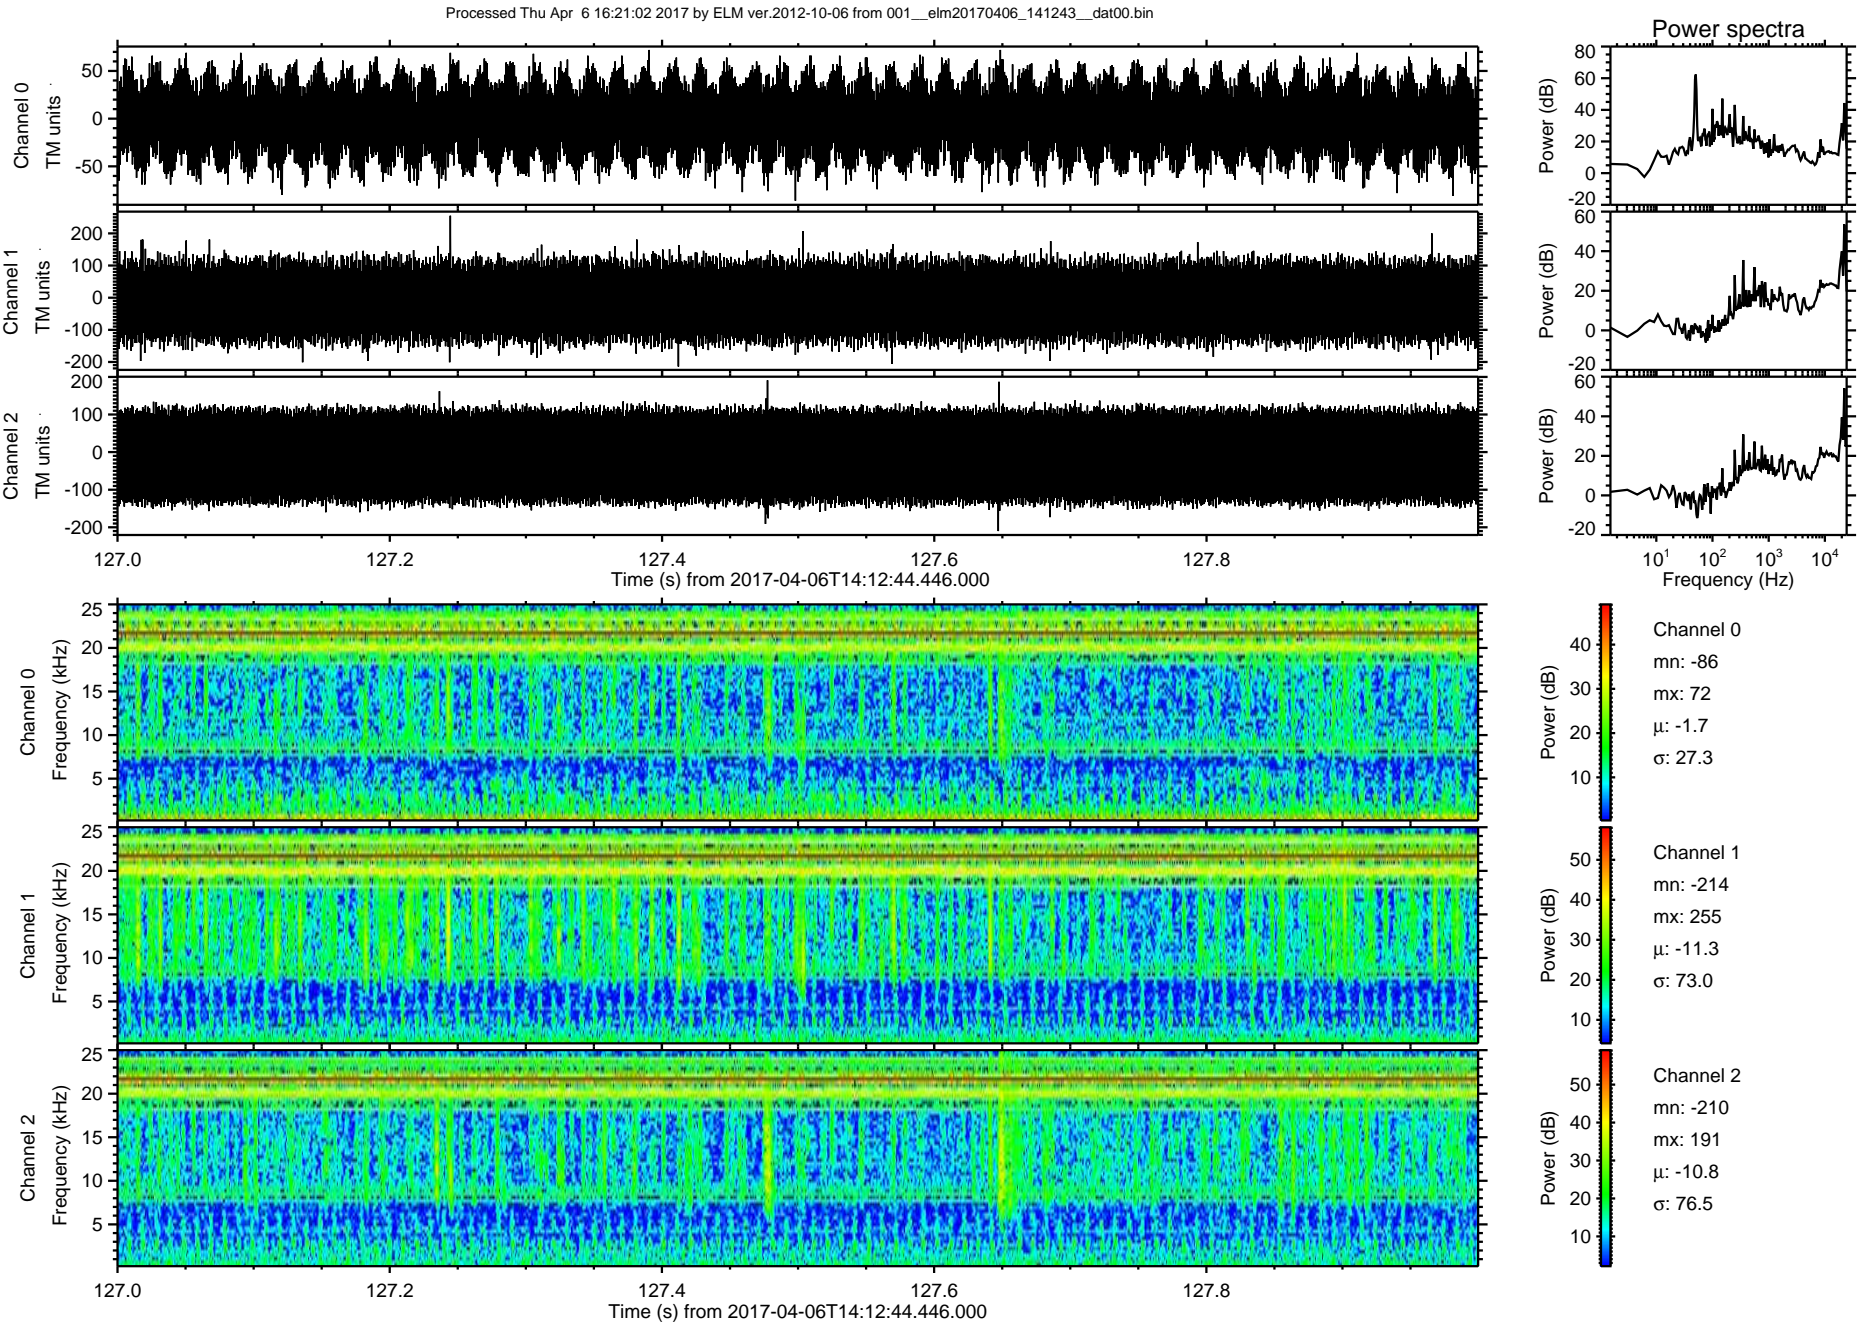 Processed Thu Apr  6 16:21:02 2017 by ELM ver.2012-10-06 from 001__elm20170406_141243__dat00.bin
Power spectra
Channel 0
TM units
50
0
-50
Power (dB)
80
60
40
20
0
-20
Channel 1
TM units
200
100
0
-100
-200
Power (dB)
60
40
20
0
-20
Channel 2
TM units
200
100
0
-100
-200
Power (dB)
60
40
20
0
-20
127.0 127.2 127.4 127.6 127.8
Time (s) from 2017-04-06T14:12:44.446.000
10^1 10^2 10^3 10^4
Frequency (Hz)
Channel 0
Frequency (kHz)
25
20
15
10
5
Power (dB)
40
30
20
10
Channel 0
mn: -86
mx: 72
μ: -1.7
σ: 27.3
Channel 1
Frequency (kHz)
25
20
15
10
5
Power (dB)
50
40
30
20
10
Channel 1
mn: -214
mx: 255
μ: -11.3
σ: 73.0
Channel 2
Frequency (kHz)
25
20
15
10
5
Power (dB)
50
40
30
20
10
Channel 2
mn: -210
mx: 191
μ: -10.8
σ: 76.5
127.0 127.2 127.4 127.6 127.8
Time (s) from 2017-04-06T14:12:44.446.000